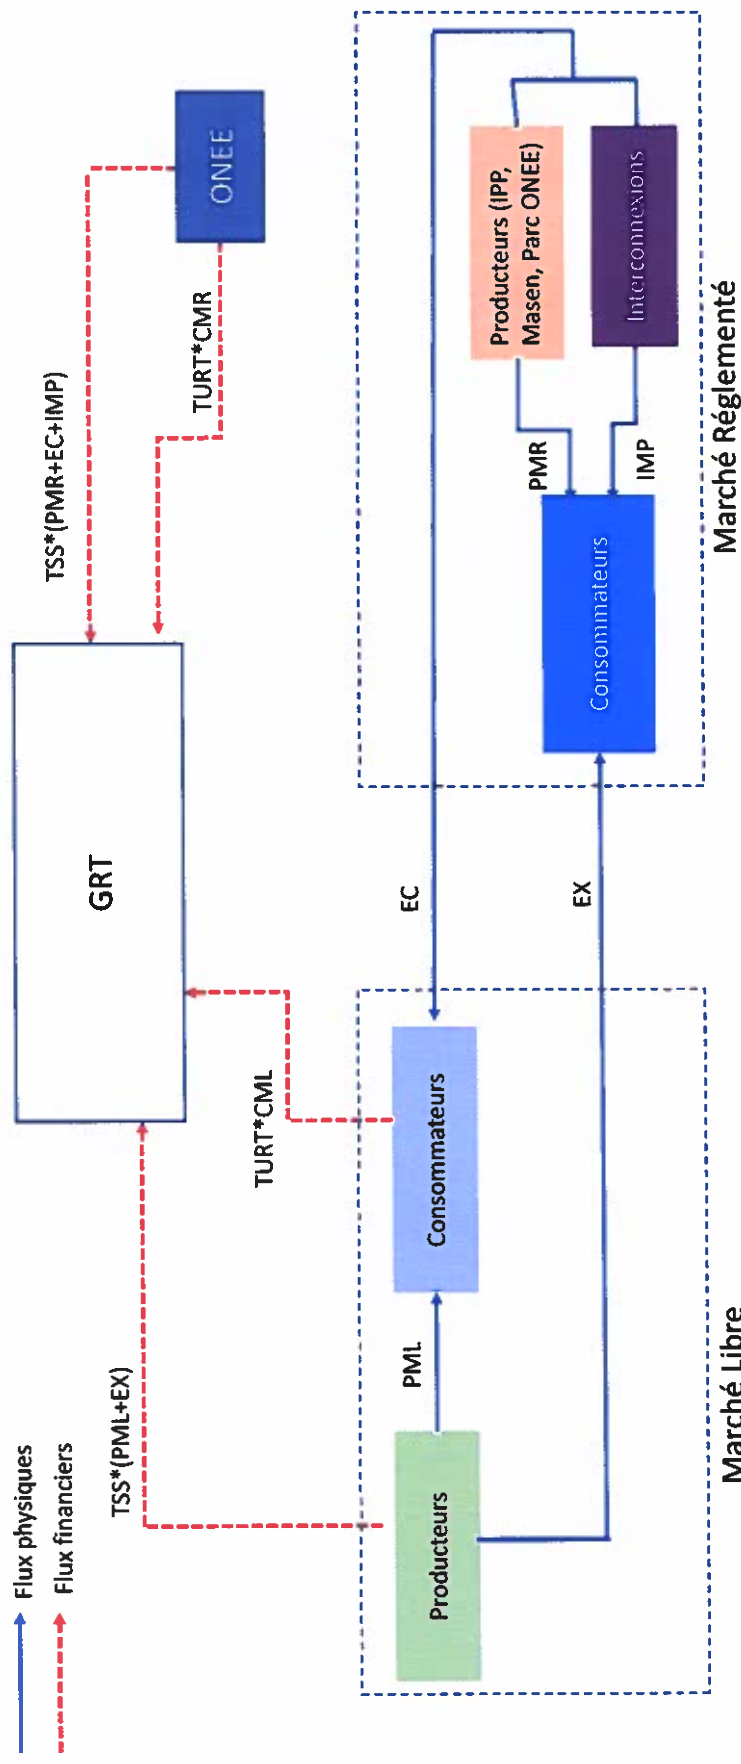 Flux physiques
Flux financiers
GRT
ONEE
TSS*(PML+EX)
TURT*CML
TSS*(PMR+EC+IMP)
TURT*CMR
Producteurs
PML
Consommateurs
EC
EX
Consommateurs
PMR
IMP
Producteurs (IPP,
Masen, Parc ONEE)
Interconnexions
Marché Libre
Marché Réglementé